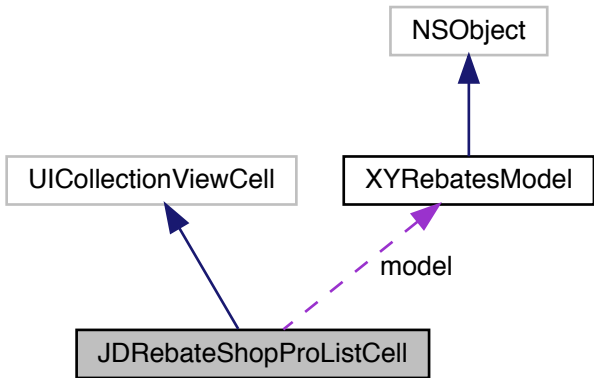 NSObject
UICollectionViewCell
XYRebatesModel
model
JDRebateShopProListCell